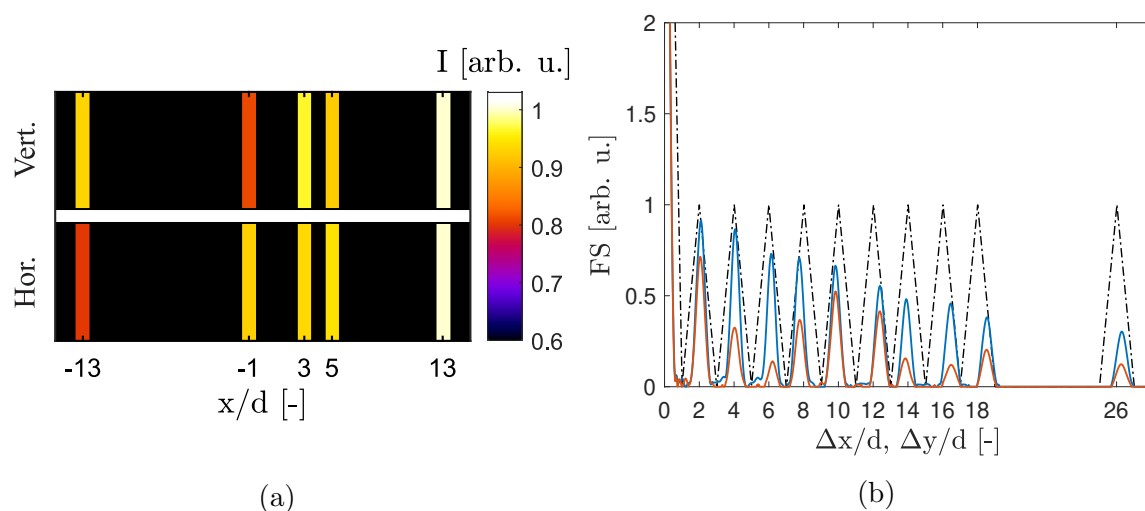 I [arb. u.]
Vert.
Hor.
1
0.9
0.8
0.7
0.6
-13 -1 3 5 13
x/d [-]
(a)
FS [arb. u.]
2
1.5
1
0.5
0
0 2 4 6 8 10 12 14 16 18 26
Δx/d, Δy/d [-]
(b)